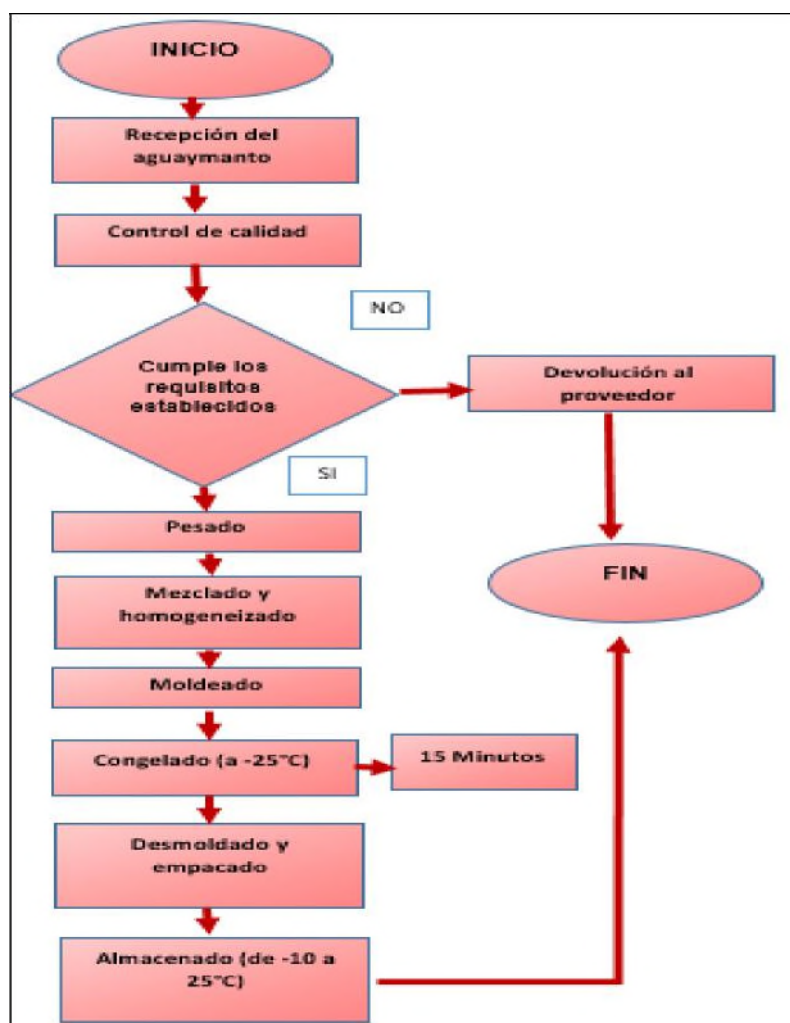 INICIO
Recepción del
aguaymanto
Control de calidad
NO
Cumple los
requisitos
establecidos
Devolución al
proveedor
SI
Pesado
FIN
Mezclado y
homogeneizado
Moldeado
Congelado (a -25°C)
15 Minutos
Desmoldado y
empacado
Almacenado (de -10 a
25°C)